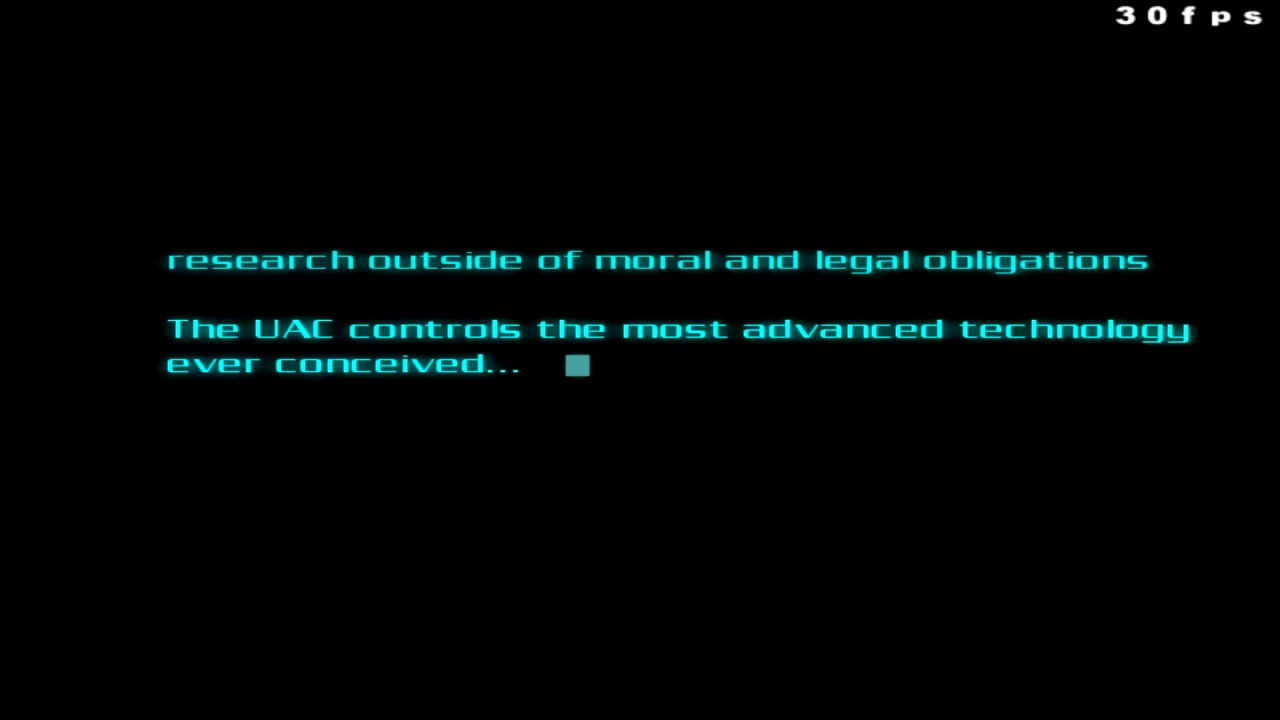 30fps
research outside of moral and legal obligations
The UAC controls the most advanced technology
ever conceived...